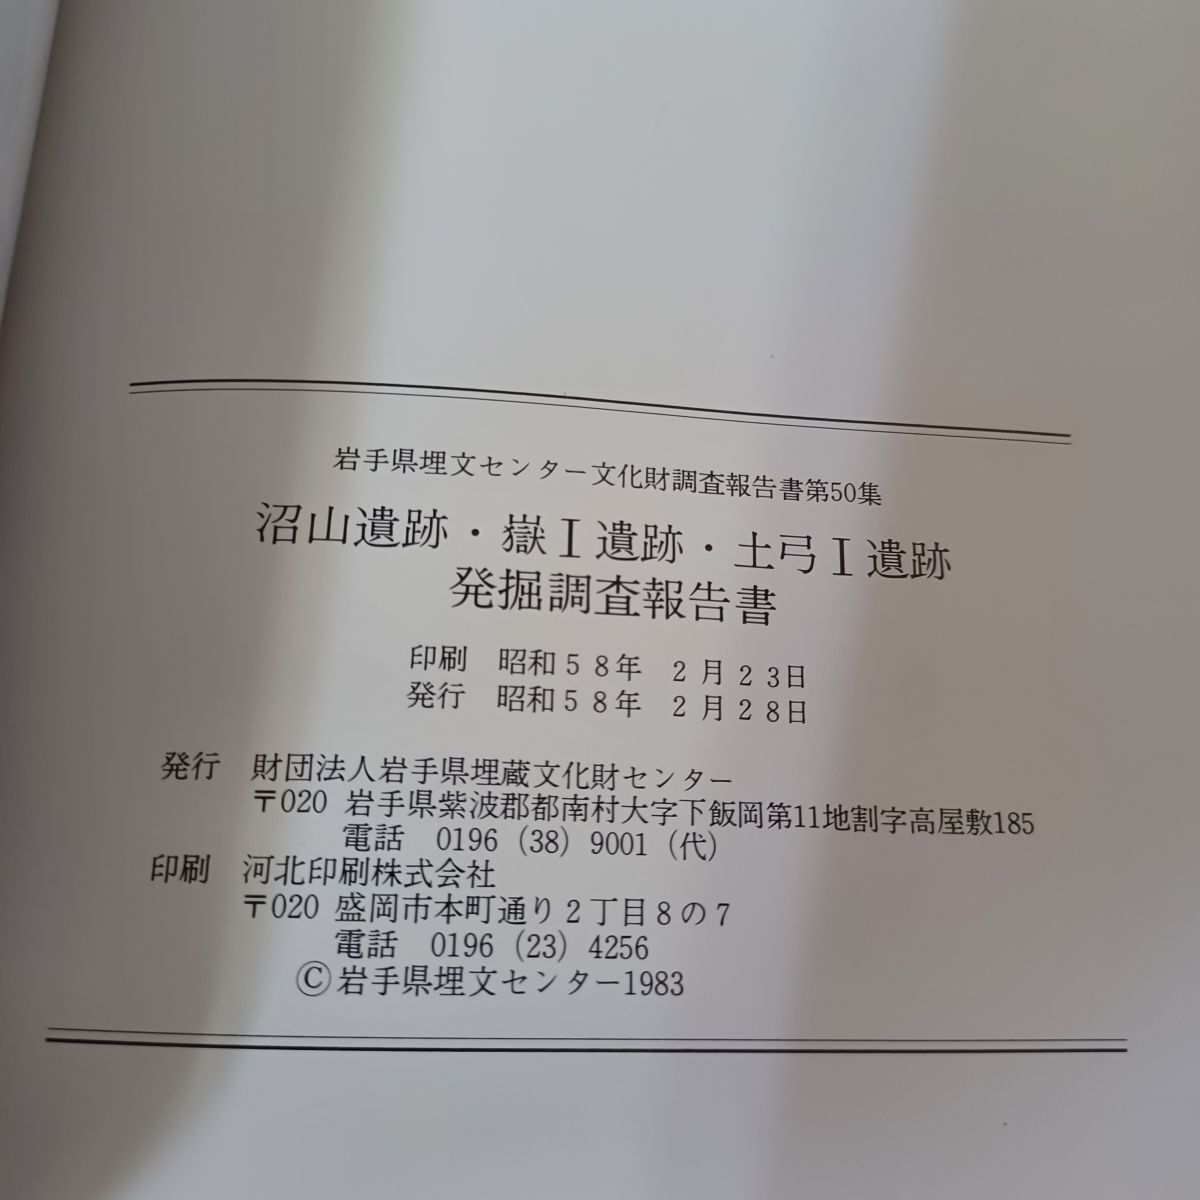 岩手県埋文センター文化財調査報告書第50集
沼山遺跡・嶽Ⅰ遺跡・土弓Ⅰ遺跡
発掘調査報告書
印刷　昭和５８年　２月２３日
発行　昭和５８年　２月２８日
発行　財団法人岩手県埋蔵文化財センター
〒020 岩手県紫波郡都南村大字下飯岡第11地割字高屋敷185
電話　0196（38）9001（代）
印刷　河北印刷株式会社
〒020 盛岡市本町通り２丁目８の７
電話　0196（23）4256
Ⓒ岩手県埋文センター1983